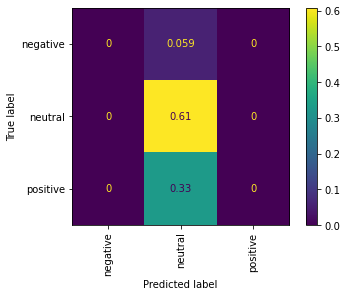 negative 0 0.059 0
neutral 0 0.61 0
positive 0 0.33 0
negative neutral positive
True label
Predicted label
0.6
0.5
0.4
0.3
0.2
0.1
0.0